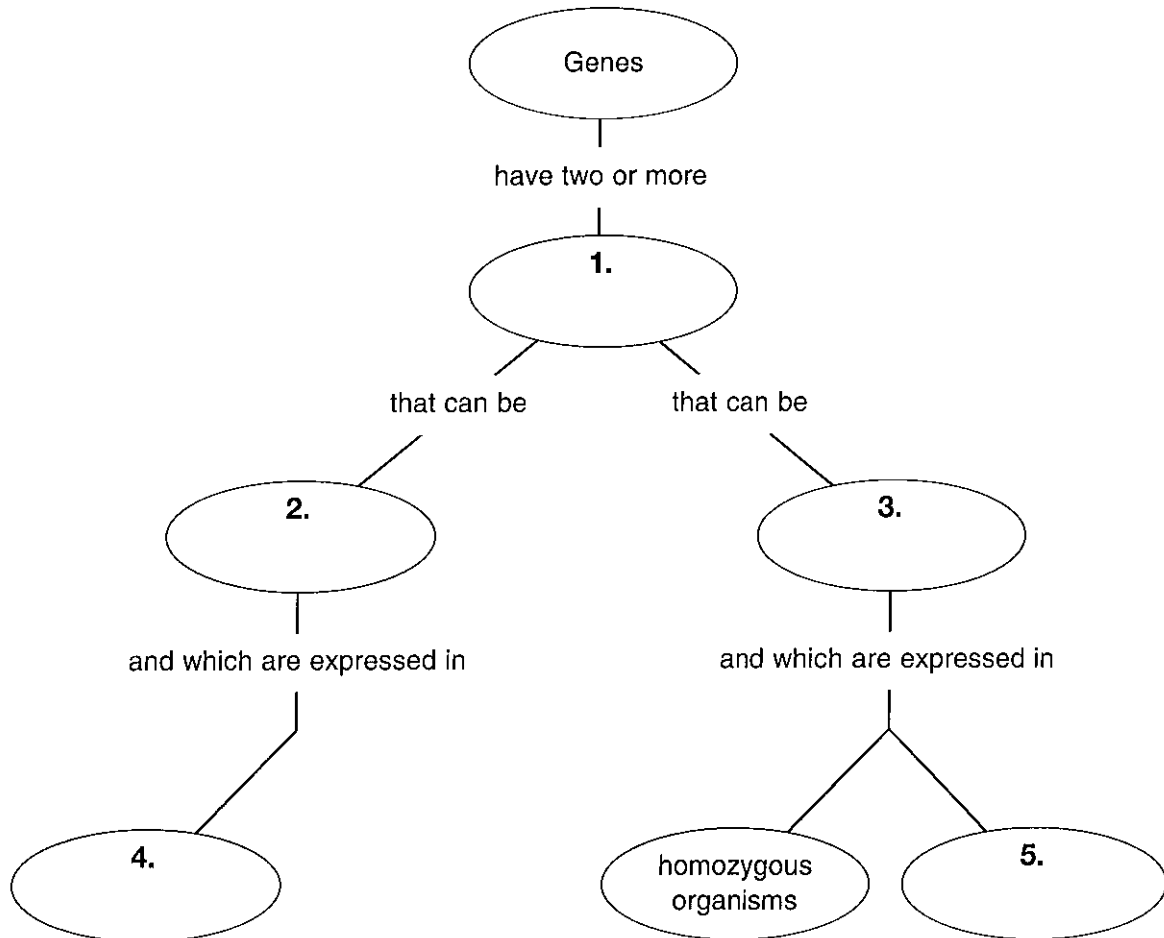 Genes
have two or more
1.
that can be
that can be
2.
3.
and which are expressed in
and which are expressed in
4.
homozygous
organisms
5.